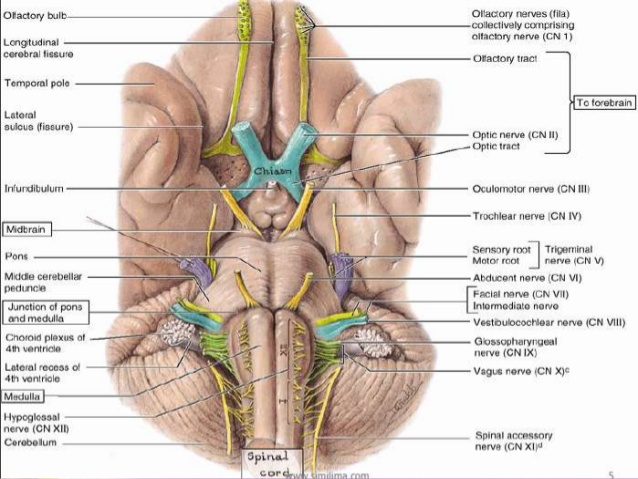 Olfactory bulb
Longitudinal
cerebral fissure
Temporal pole
Lateral
sulcus (fissure)
Infundibulum
Midbrain
Pons
Middle cerebellar
peduncle
Junction of pons
and medulla
Choroid plexus of
4th ventricle
Lateral recess of
4th ventricle
Medulla
Hypoglossal
nerve (CN XII)
Cerebellum
Chiasm
IX
Spinal
cord
Olfactory nerves (fila)
collectively comprising
olfactory nerve (CN 1)
Olfactory tract
To forebrain
Optic nerve (CN II)
Optic tract
Oculomotor nerve (CN III)
Trochlear nerve (CN IV)
Sensory root
Motor root
Trigeminal
nerve (CN V)
Abducent nerve (CN VI)
Facial nerve (CN VII)
Intermediate nerve
Vestibulocochlear nerve (CN VIII)
Glossopharyngeal
nerve (CN IX)
Vagus nerve (CN X)c
Spinal accessory
nerve (CN XI)d
www.similima.com
5